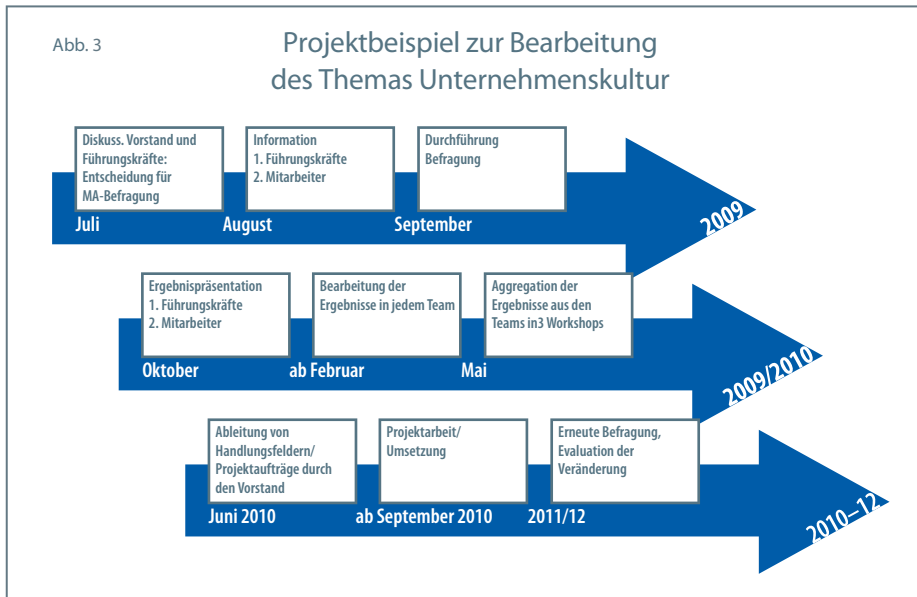 Abb. 3
Projektbeispiel zur Bearbeitung
des Themas Unternehmenskultur
Diskuss. Vorstand und
Führungskräfte:
Entscheidung für
MA-Befragung
Juli
Information
1. Führungskräfte
2. Mitarbeiter
August
Durchführung
Befragung
September
2009
Ergebnispräsentation
1. Führungskräfte
2. Mitarbeiter
Oktober
Bearbeitung der
Ergebnisse in jedem Team
ab Februar
Aggregation der
Ergebnisse aus den
Teams in3 Workshops
Mai
2009/2010
Ableitung von
Handlungsfeldern/
Projektaufträge durch
den Vorstand
Juni 2010
Projektarbeit/
Umsetzung
ab September 2010
Erneute Befragung,
Evaluation der
Veränderung
2011/12
2010–12